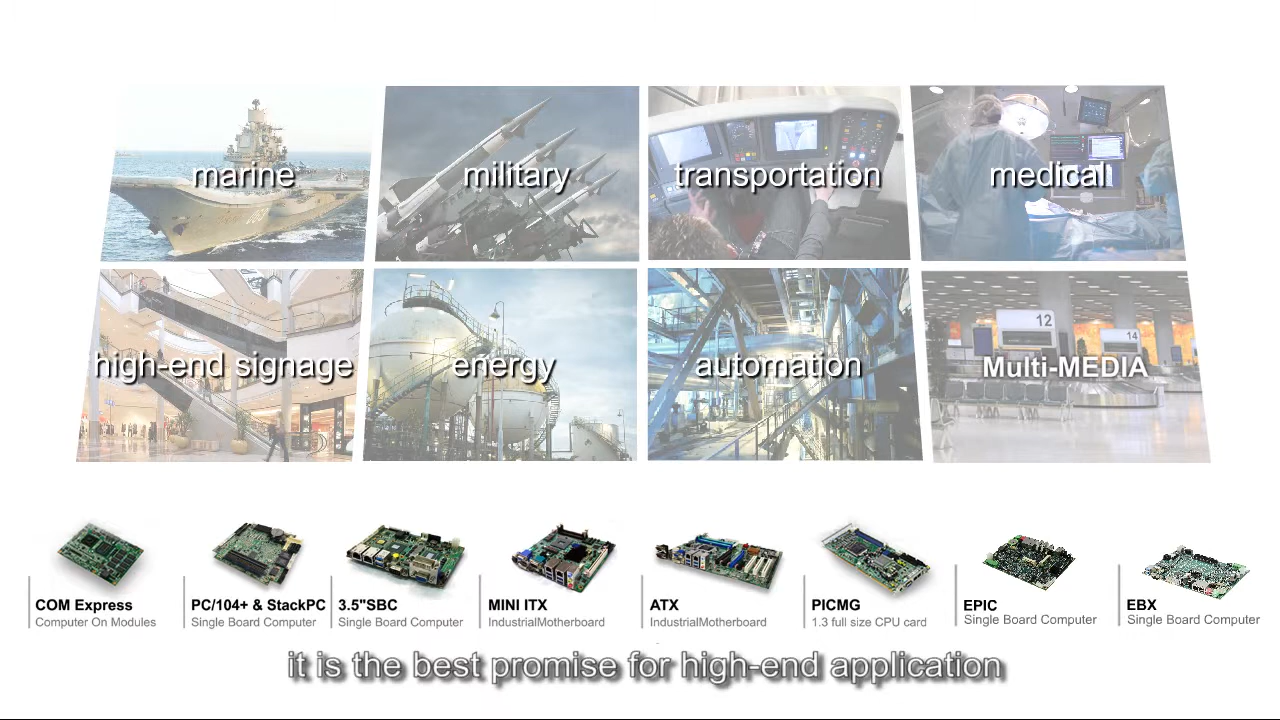 marine
military
transportation
medical
high-end signage
energy
automation
12
14
Multi-MEDIA
COM Express
Computer On Modules
PC/104+ & StackPC
Single Board Computer
3.5"SBC
Single Board Computer
MINI ITX
IndustrialMotherboard
ATX
IndustrialMotherboard
PICMG
1.3 full size CPU card
EPIC
Single Board Computer
EBX
Single Board Computer
it is the best promise for high-end application